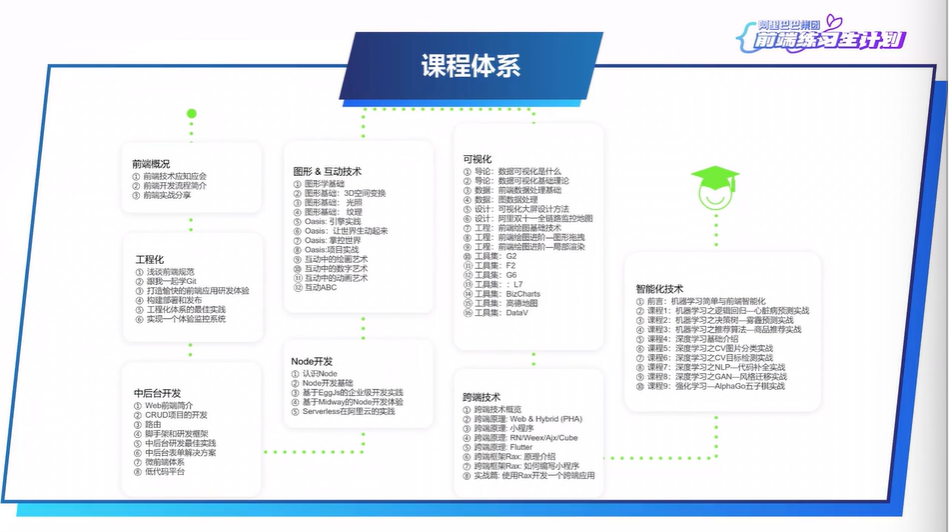 阿里巴巴集团
前端练习生计划
课程体系
前端概况
① 前端技术应知应会
② 前端开发流程简介
③ 前端实战分享
工程化
① 浅谈前端规范
② 跟我一起学Git
③ 打造愉快的前端应用研发体验
④ 构建部署和发布
⑤ 工程化体系的最佳实践
⑥ 实现一个体验监控系统
中后台开发
① Web前端简介
② CRUD项目的开发
③ 路由
④ 脚手架和研发框架
⑤ 中后台研发最佳实践
⑥ 中后台表单解决方案
⑦ 微前端体系
⑧ 低代码平台
图形 & 互动技术
① 图形学基础
② 图形基础：3D空间变换
③ 图形基础： 光照
④ 图形基础： 纹理
⑤ Oasis: 引擎实践
⑥ Oasis：让世界生动起来
⑦ Oasis: 掌控世界
⑧ Oasis:项目实战
⑨ 互动中的绘画艺术
⑩ 互动中的数字艺术
⑪ 互动中的动画艺术
⑫ 互动ABC
Node开发
① 认识Node
② Node开发基础
③ 基于EggJs的企业级开发实践
④ 基于Midway的Node开发体验
⑤ Serverless在阿里云的实践
可视化
① 导论：数据可视化是什么
② 导论：数据可视化基础理论
③ 数据：前端数据处理基础
④ 数据：图数据处理
⑤ 设计：可视化大屏设计方法
⑥ 设计：阿里双十一全链路监控地图
⑦ 工程：前端绘图基础技术
⑧ 工程：前端绘图进阶—图形拖拽
⑨ 工程：前端绘图进阶—局部渲染
⑩ 工具集：G2
⑪ 工具集：F2
⑫ 工具集：G6
⑬ 工具集：：L7
⑭ 工具集：BizCharts
⑮ 工具集：高德地图
⑯ 工具集：DataV
跨端技术
① 跨端技术概览
② 跨端原理: Web & Hybrid (PHA)
③ 跨端原理: 小程序
④ 跨端原理: RN/Weex/Ajx/Cube
⑤ 跨端原理: Flutter
⑥ 跨端框架Rax: 原理介绍
⑦ 跨端框架Rax: 如何编写小程序
⑧ 实战篇: 使用Rax开发一个跨端应用
智能化技术
① 前言：机器学习简单与前端智能化
② 课程1：机器学习之逻辑回归—心脏病预测实战
③ 课程2：机器学习之决策树—雾霾预测实战
④ 课程3：机器学习之推荐算法—商品推荐实战
⑤ 课程4：深度学习基础介绍
⑥ 课程5：深度学习之CV图片分类实战
⑦ 课程6：深度学习之CV目标检测实战
⑧ 课程7：深度学习之NLP—代码补全实战
⑨ 课程8：深度学习之GAN—风格迁移实战
⑩ 课程9：强化学习—AlphaGo五子棋实战